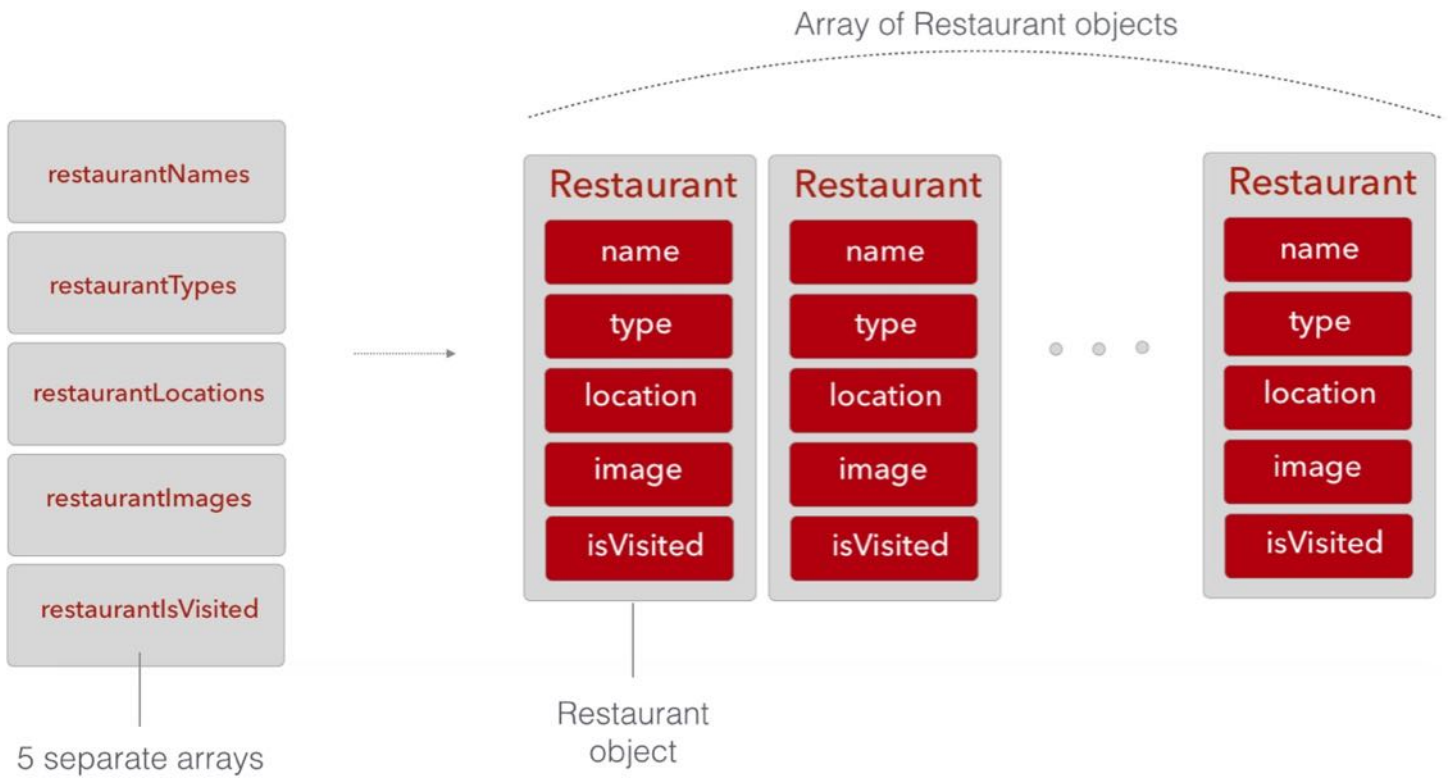 Array of Restaurant objects
restaurantNames
restaurantTypes
restaurantLocations
restaurantImages
restaurantIsVisited
5 separate arrays
Restaurant
name
type
location
image
isVisited
Restaurant
object
Restaurant
name
type
location
image
isVisited
Restaurant
name
type
location
image
isVisited